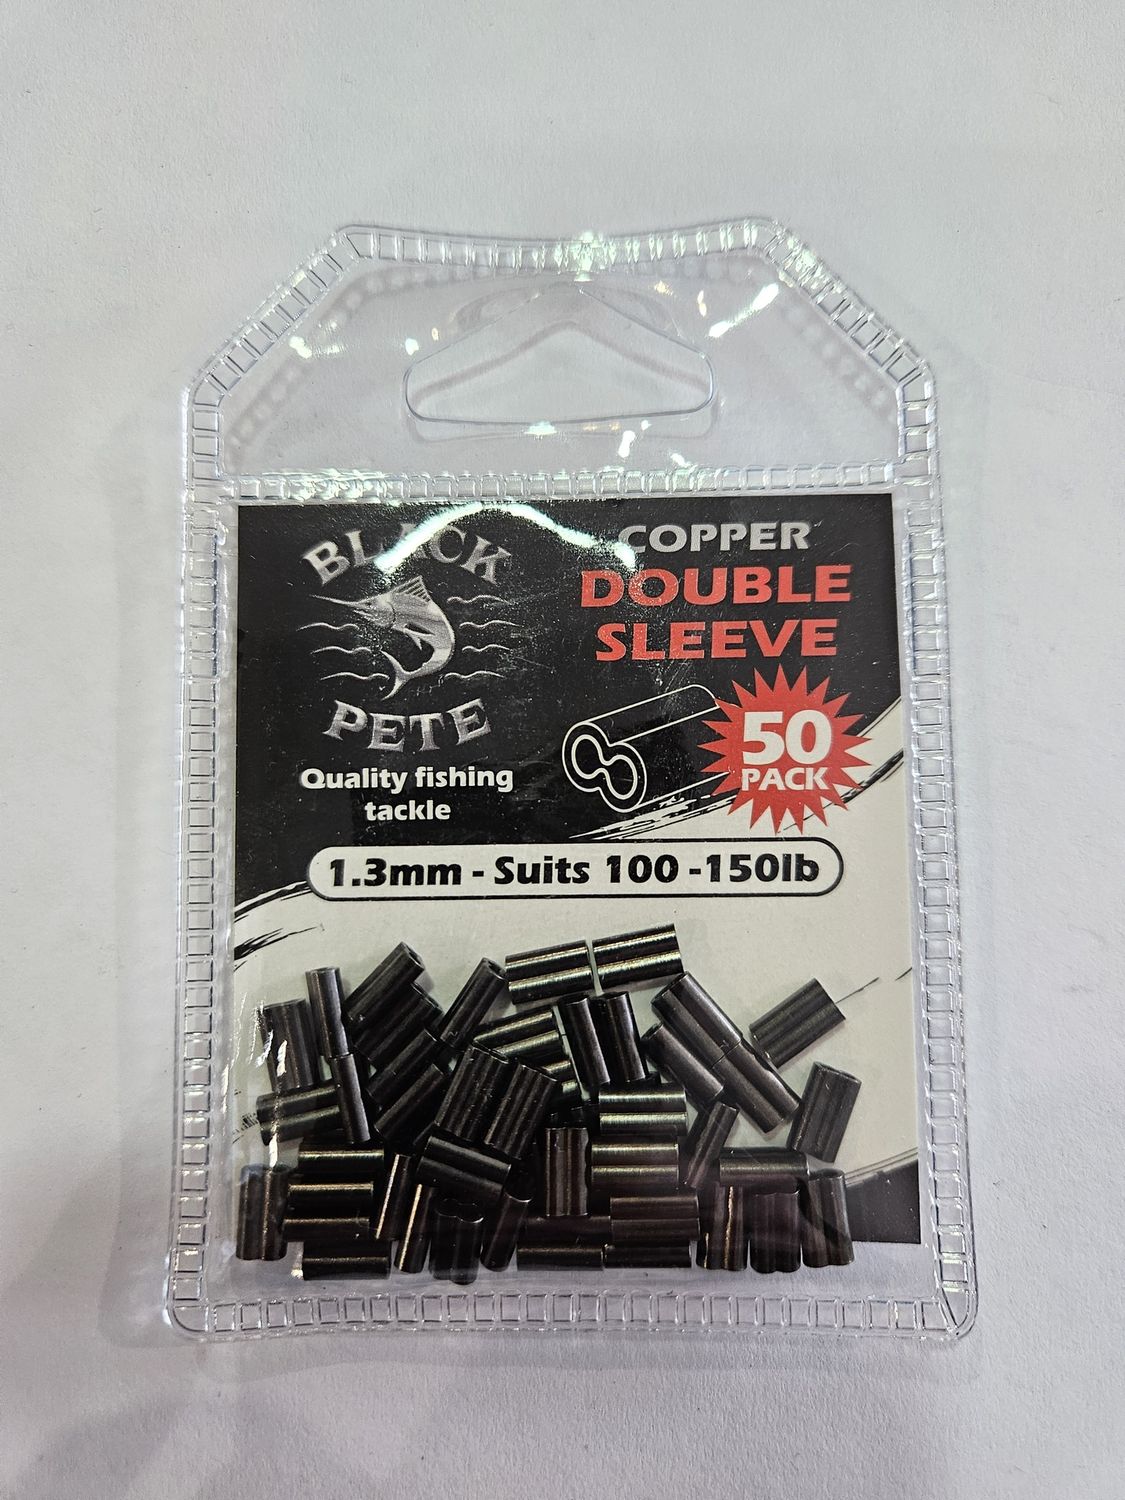 BLACK
PETE
Quality fishing
tackle
COPPER
DOUBLE
SLEEVE
50
PACK
1.3mm - Suits 100 -150lb